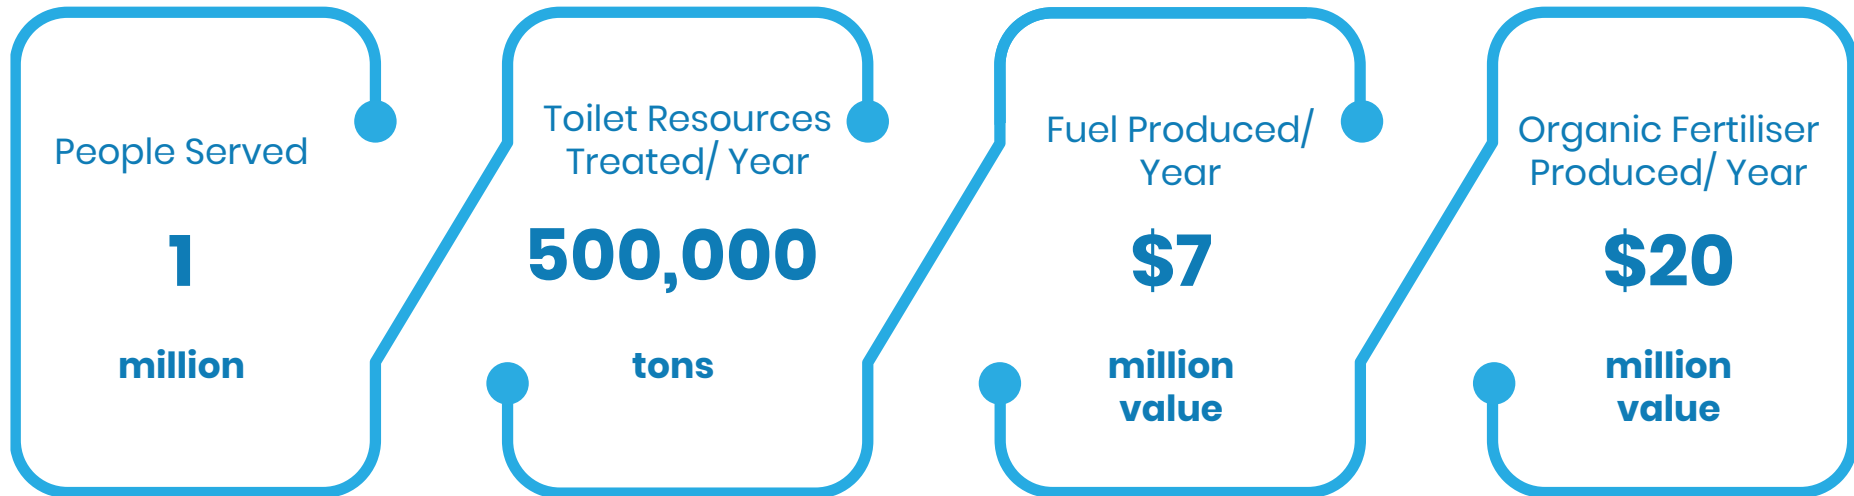 People Served
1
million
Toilet Resources
Treated/ Year
500,000
tons
Fuel Produced/
Year
$7
million
value
Organic Fertiliser
Produced/ Year
$20
million
value